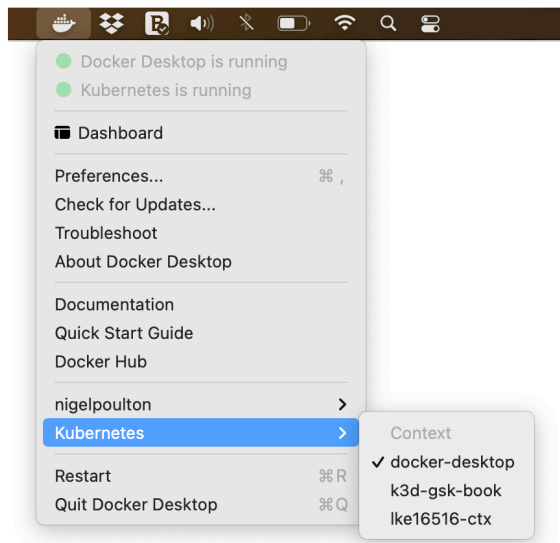 Docker Desktop is running
Kubernetes is running
Dashboard
Preferences... ⌘ ,
Check for Updates...
Troubleshoot
About Docker Desktop
Documentation
Quick Start Guide
Docker Hub
nigelpoulton
Kubernetes
Context
docker-desktop
k3d-gsk-book
lke16516-ctx
Restart ⌘R
Quit Docker Desktop ⌘Q